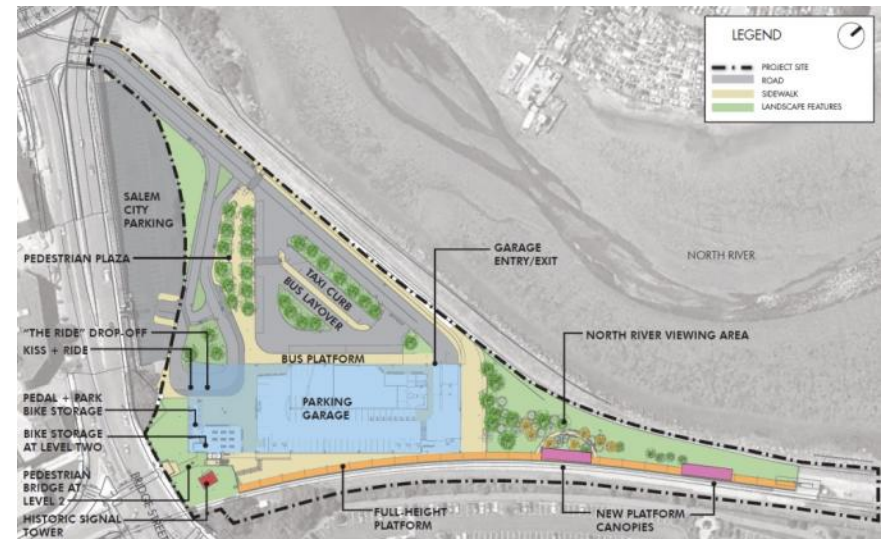 LEGEND
PROJECT SITE
ROAD
SIDEWALK
LANDSCAPE FEATURES
SALEM
CITY
PARKING
PEDESTRIAN PLAZA
GARAGE
ENTRY/EXIT
NORTH RIVER
TAXI CURB
BUS LAYOVER
"THE RIDE" DROP-OFF
KISS + RIDE
BUS PLATFORM
NORTH RIVER VIEWING AREA
PEDAL + PARK
BIKE STORAGE
PARKING
GARAGE
BIKE STORAGE
AT LEVEL TWO
PEDESTRIAN
BRIDGE AT
LEVEL 2
BRIDGE STREET
HISTORIC SIGNAL
TOWER
FULL-HEIGHT
PLATFORM
NEW PLATFORM
CANOPIES